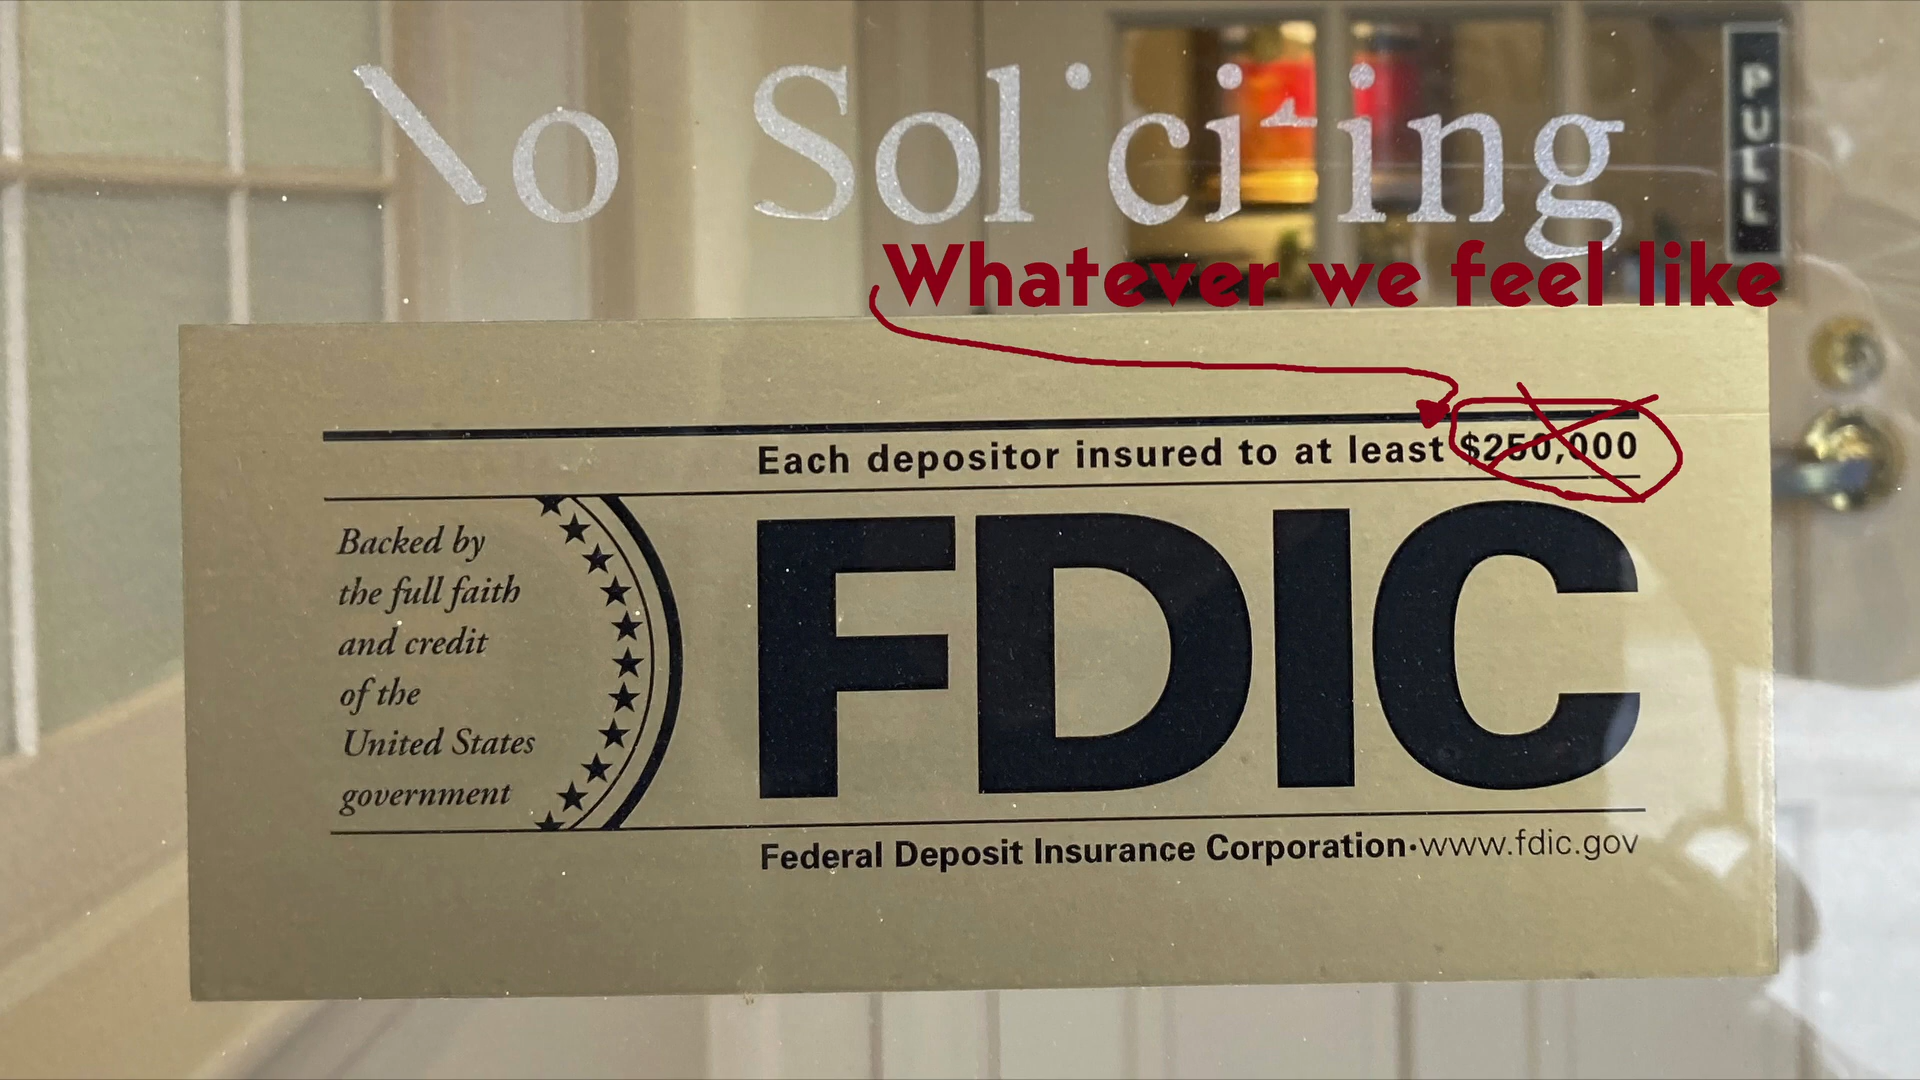 No Soliciting
PULL
Whatever we feel like
Each depositor insured to at least $250,000
Backed by
the full faith
and credit
of the
United States
government
FDIC
Federal Deposit Insurance Corporation·www.fdic.gov